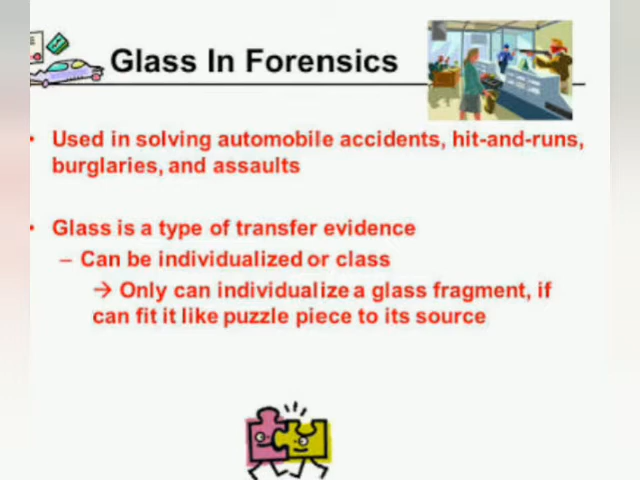 Glass In Forensics
• Used in solving automobile accidents, hit-and-runs,
burglaries, and assaults
• Glass is a type of transfer evidence
– Can be individualized or class
→ Only can individualize a glass fragment, if
can fit it like puzzle piece to its source